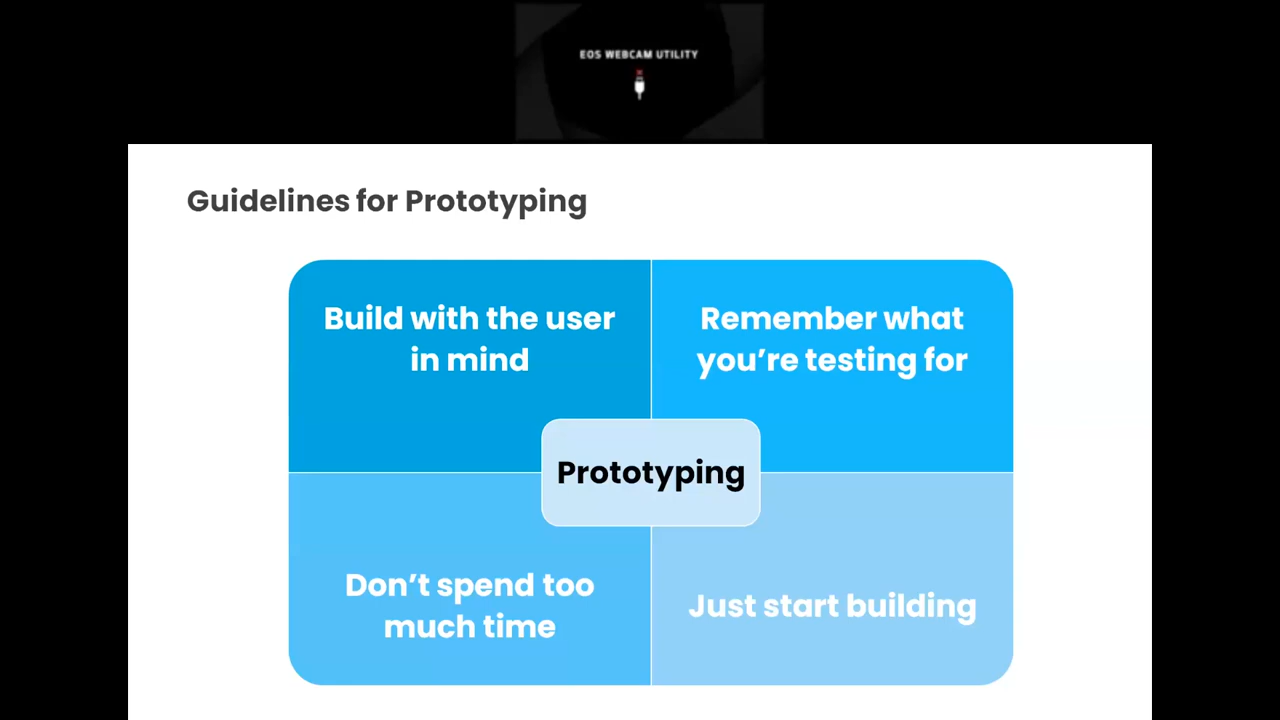 EOS WEBCAM UTILITY
Guidelines for Prototyping
Build with the user
in mind
Remember what
you’re testing for
Prototyping
Don’t spend too
much time
Just start building